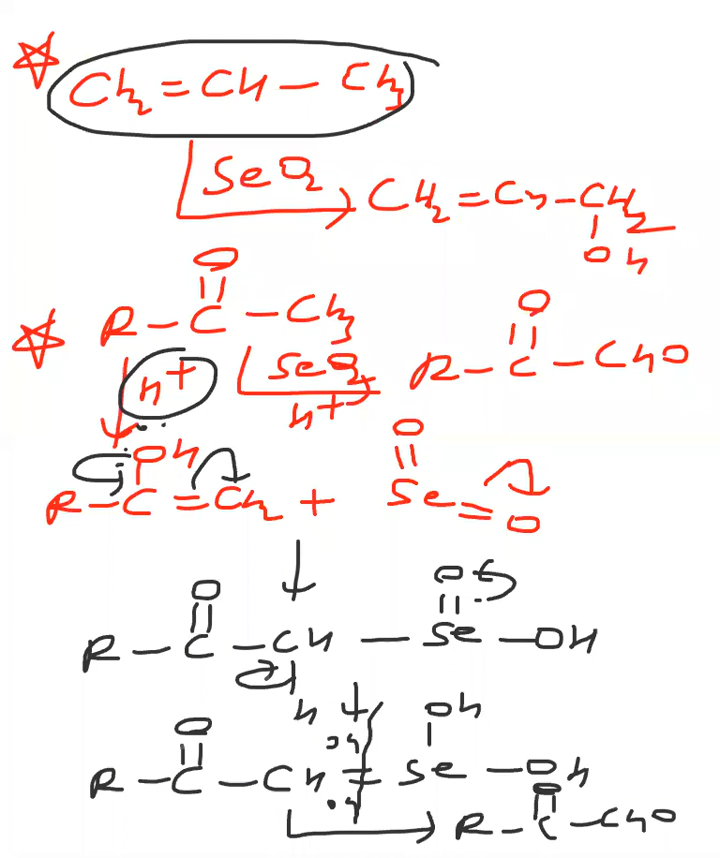 CH₂ = CH – CH₃
SeO₂
CH₂ = CH – CH₂
OH
O
R – C – CH₃
O
H⁺
SeO₂
H⁺
R – C – CHO
OH
R – C = CH₂ +
O
Se = O
O
R – C – CH – Se – OH
O
H
O
R – C – CH = Se – OH
OH
OH
H
O
R – C – CHO